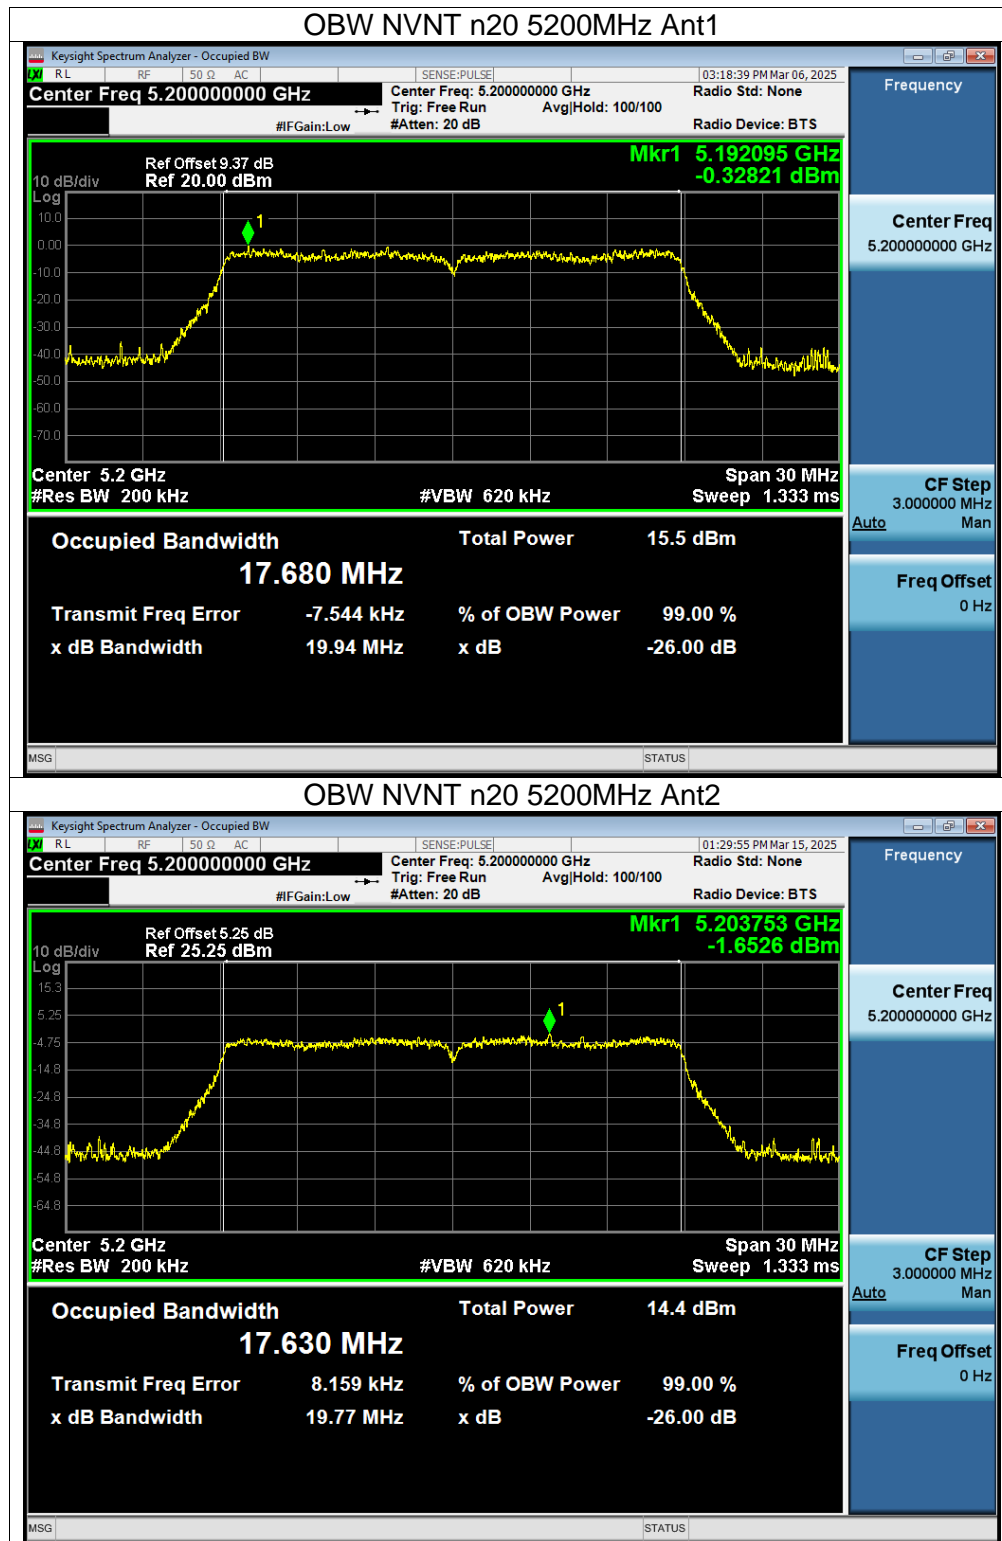 OBW NVNT n20 5200MHz Ant1
Keysight Spectrum Analyzer - Occupied BW
LXI RL RF 50 Ω AC SENSE:PULSE 03:18:39 PM Mar 06, 2025
Center Freq 5.200000000 GHz
Center Freq: 5.200000000 GHz Radio Std: None
Trig: Free Run Avg|Hold: 100/100
#IFGain:Low #Atten: 20 dB Radio Device: BTS
Frequency
Mkr1 5.192095 GHz
-0.32821 dBm
Ref Offset 9.37 dB
10 dB/div Ref 20.00 dBm
Log
10.0
0.00
-10.0
-20.0
-30.0
-40.0
-50.0
-60.0
-70.0
1
Center Freq
5.200000000 GHz
Center 5.2 GHz Span 30 MHz
#Res BW 200 kHz #VBW 620 kHz Sweep 1.333 ms
CF Step
3.000000 MHz
Auto Man
Occupied Bandwidth Total Power 15.5 dBm
17.680 MHz
Freq Offset
0 Hz
Transmit Freq Error -7.544 kHz % of OBW Power 99.00 %
x dB Bandwidth 19.94 MHz x dB -26.00 dB
MSG STATUS
OBW NVNT n20 5200MHz Ant2
Keysight Spectrum Analyzer - Occupied BW
LXI RL RF 50 Ω AC SENSE:PULSE 01:29:55 PM Mar 15, 2025
Center Freq 5.200000000 GHz
Center Freq: 5.200000000 GHz Radio Std: None
Trig: Free Run Avg|Hold: 100/100
#IFGain:Low #Atten: 20 dB Radio Device: BTS
Frequency
Mkr1 5.203753 GHz
-1.6526 dBm
Ref Offset 5.25 dB
10 dB/div Ref 25.25 dBm
Log
15.3
5.25
-4.75
-14.8
-24.8
-34.8
-44.8
-54.8
-64.8
1
Center Freq
5.200000000 GHz
Center 5.2 GHz Span 30 MHz
#Res BW 200 kHz #VBW 620 kHz Sweep 1.333 ms
CF Step
3.000000 MHz
Auto Man
Occupied Bandwidth Total Power 14.4 dBm
17.630 MHz
Freq Offset
0 Hz
Transmit Freq Error 8.159 kHz % of OBW Power 99.00 %
x dB Bandwidth 19.77 MHz x dB -26.00 dB
MSG STATUS